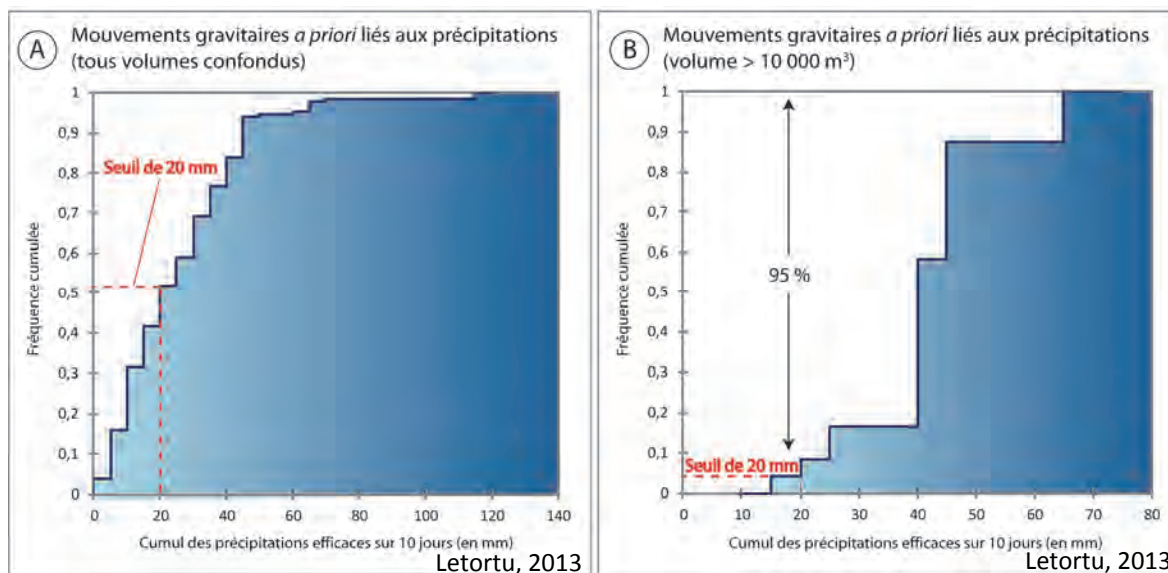 A
Mouvements gravitaires a priori liés aux précipitations
(tous volumes confondus)
Fréquence cumulée
1
0,9
0,8
0,7
0,6
0,5
0,4
0,3
0,2
0,1
0
Seuil de 20 mm
0 20 40 60 80 100 120 140
Cumul des précipitations efficaces sur 10 jours (en mm)
Letortu, 2013
B
Mouvements gravitaires a priori liés aux précipitations
(volume > 10 000 m³)
Fréquence cumulée
1
0,9
0,8
0,7
0,6
0,5
0,4
0,3
0,2
0,1
0
95 %
Seuil de 20 mm
0 10 20 30 40 50 60 70 80
Cumul des précipitations efficaces sur 10 jours (en mm)
Letortu, 2013